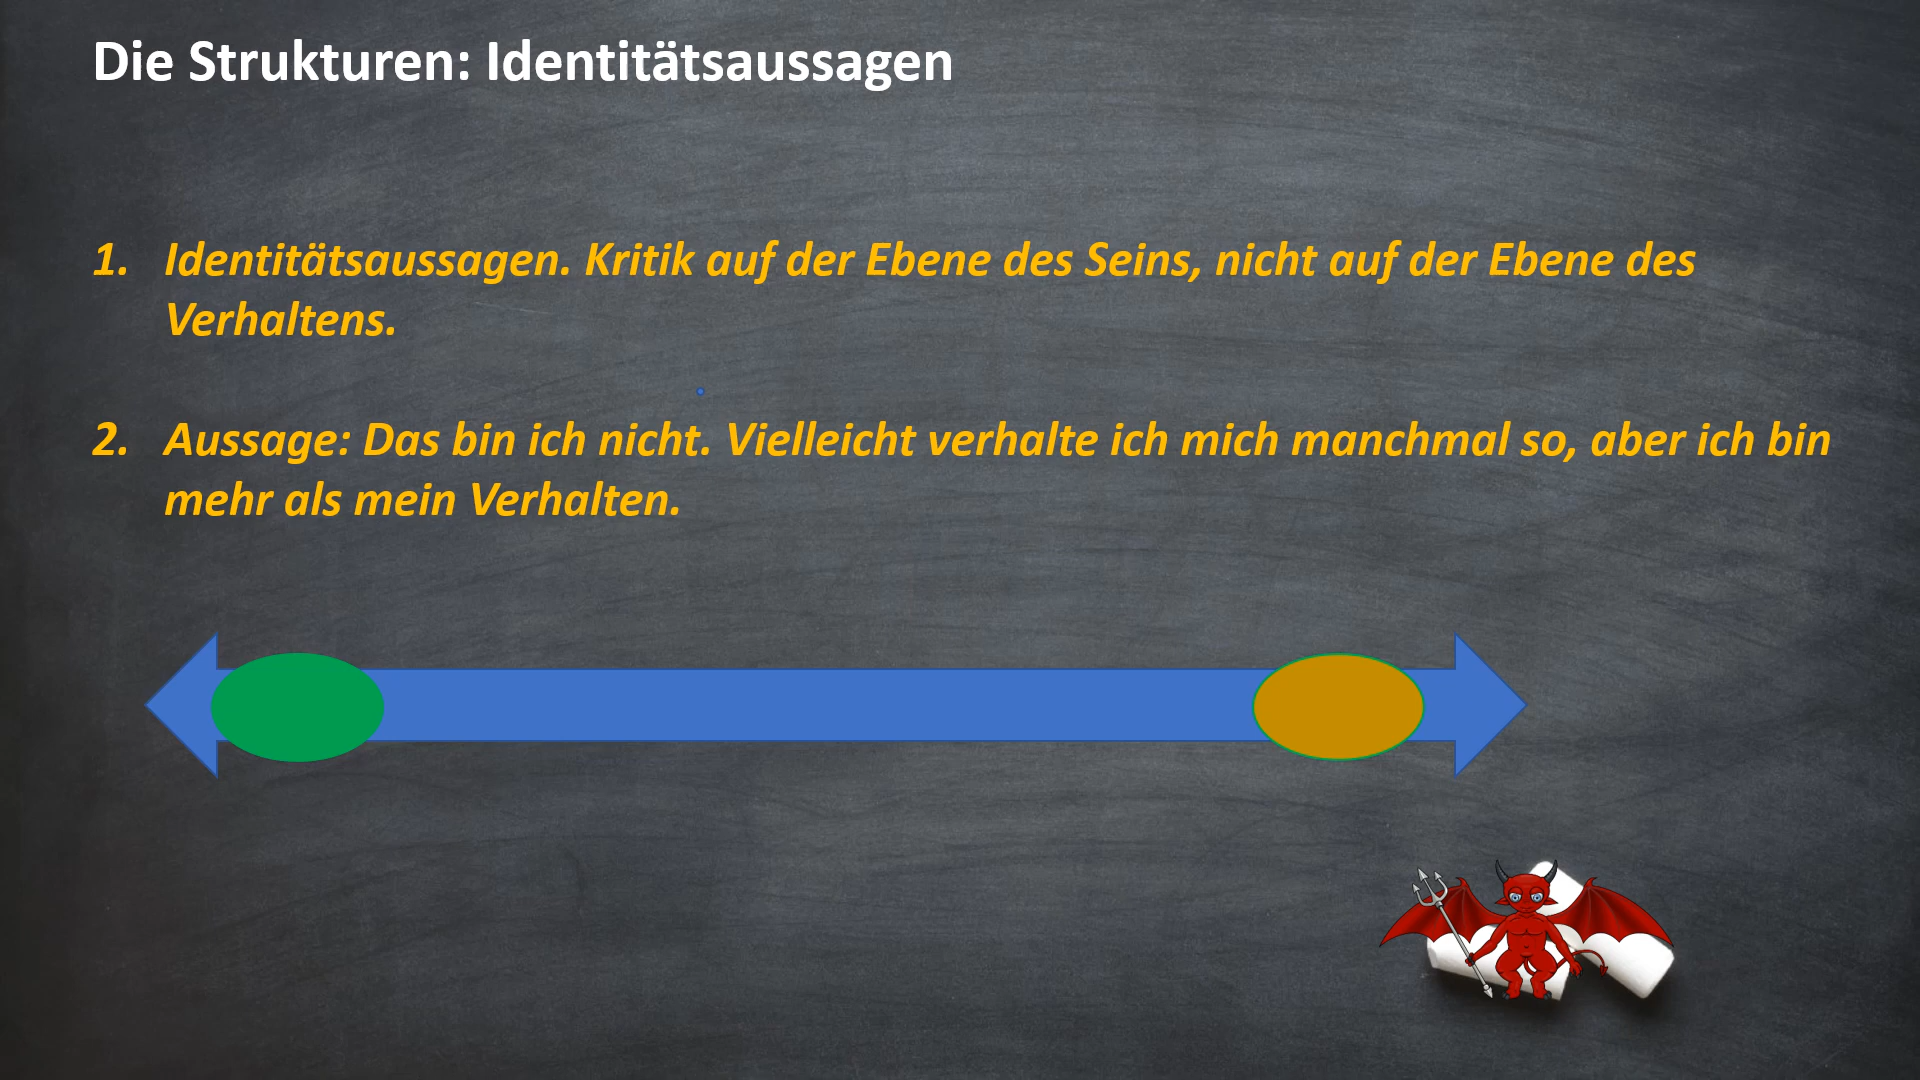 Die Strukturen: Identitätsaussagen
1. Identitätsaussagen. Kritik auf der Ebene des Seins, nicht auf der Ebene des
Verhaltens.
2. Aussage: Das bin ich nicht. Vielleicht verhalte ich mich manchmal so, aber ich bin
mehr als mein Verhalten.